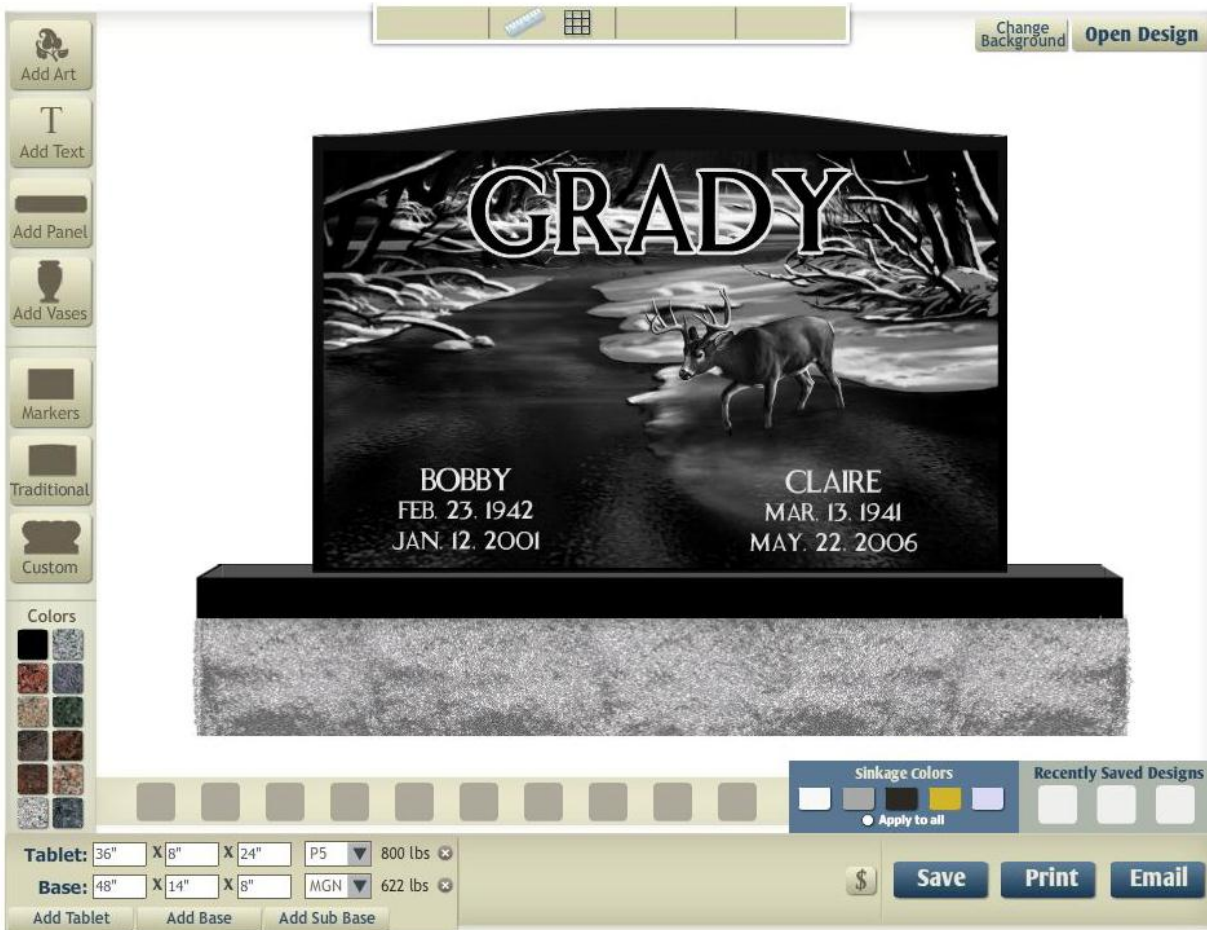 Change
Background
Open Design
Add Art
T
Add Text
Add Panel
Add Vases
Markers
Traditional
Custom
Colors
GRADY
BOBBY
FEB. 23. 1942
JAN. 12. 2001
CLAIRE
MAR. 13. 1941
MAY. 22. 2006
Sinkage Colors
Apply to all
Recently Saved Designs
Tablet: 36" X 8" X 24" P5 800 lbs
Base: 48" X 14" X 8" MGN 622 lbs
Add Tablet Add Base Add Sub Base
$ Save Print Email